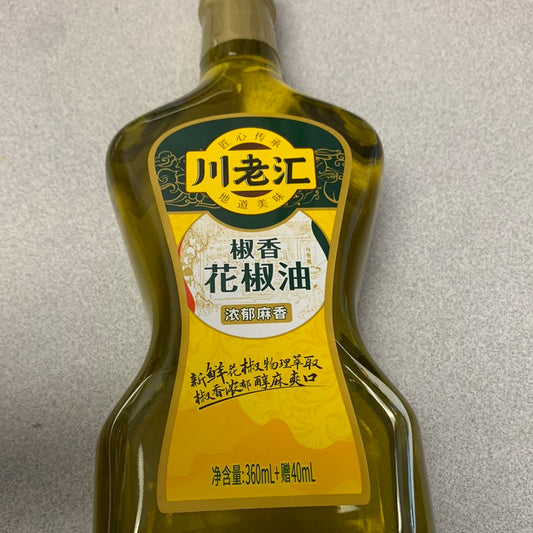 匠心传承
川老汇
地道美味
椒香
花椒油
浓郁麻香
新鲜花椒物理萃取
椒香浓郁醇麻爽口
净含量:360mL+赠40mL